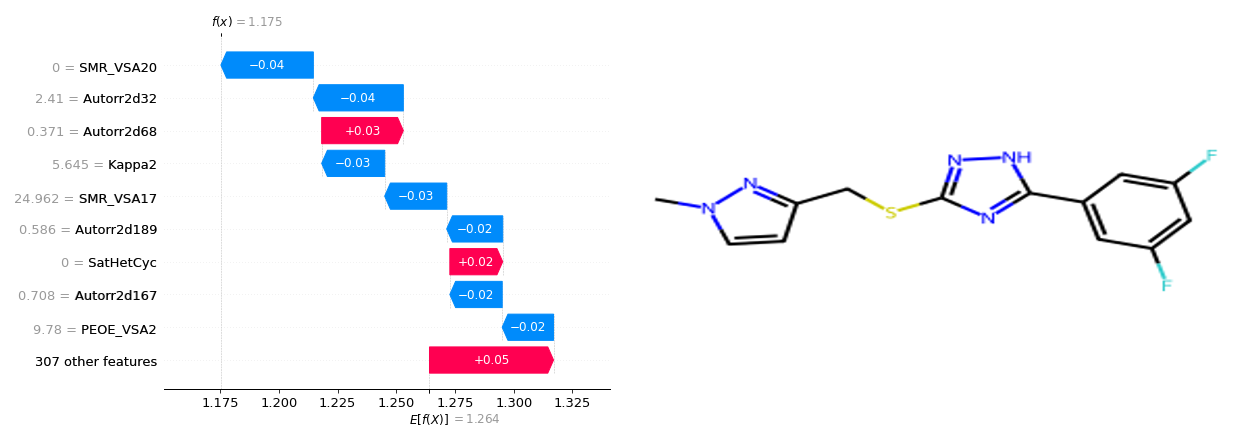 f(x) = 1.175
0 = SMR_VSA20
−0.04
2.41 = Autorr2d32
−0.04
0.371 = Autorr2d68
+0.03
5.645 = Kappa2
−0.03
24.962 = SMR_VSA17
−0.03
0.586 = Autorr2d189
−0.02
0 = SatHetCyc
+0.02
0.708 = Autorr2d167
−0.02
9.78 = PEOE_VSA2
−0.02
307 other features
+0.05
1.175 1.200 1.225 1.250 1.275 1.300 1.325
E[f(X)] = 1.264
N
N
S
N
NH
N
F
F